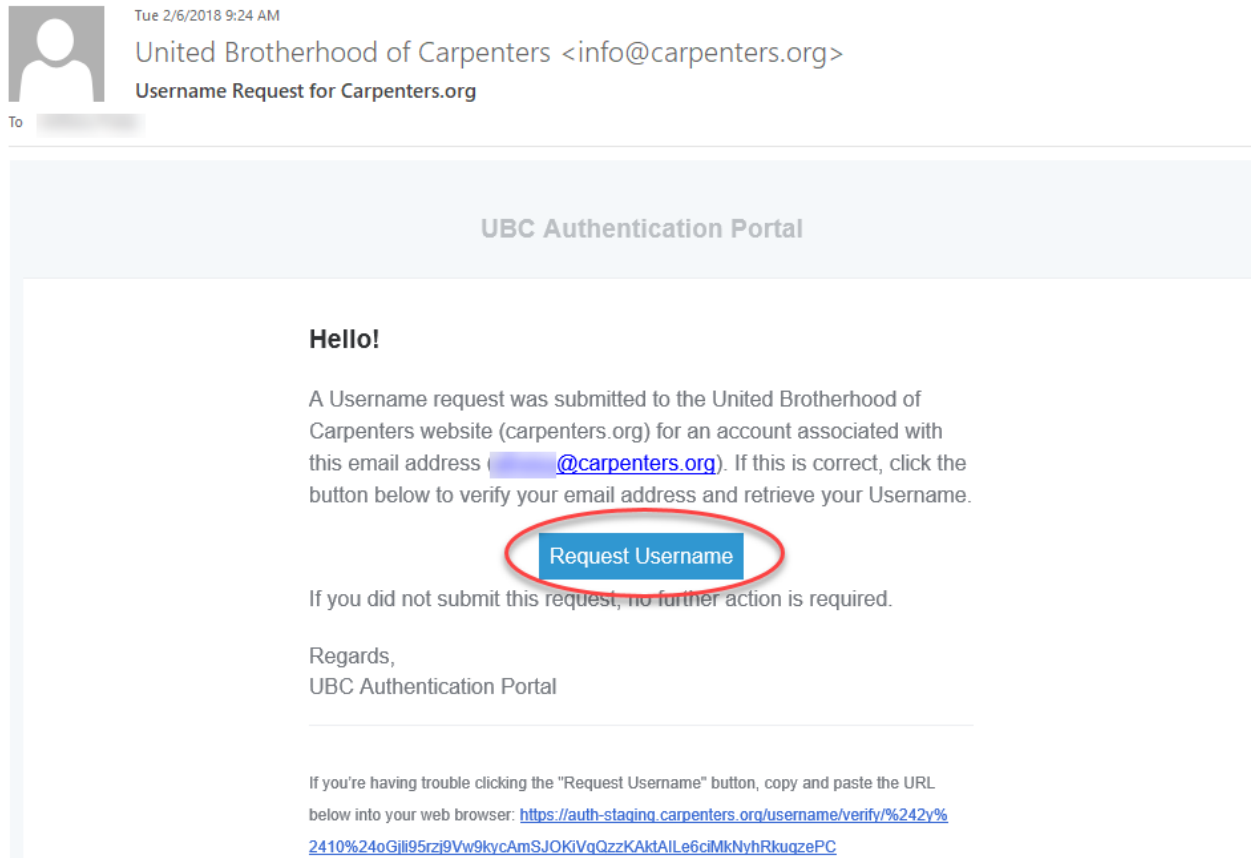 Tue 2/6/2018 9:24 AM
United Brotherhood of Carpenters <info@carpenters.org>
Username Request for Carpenters.org
To
UBC Authentication Portal
Hello!
A Username request was submitted to the United Brotherhood of
Carpenters website (carpenters.org) for an account associated with
this email address ( @carpenters.org). If this is correct, click the
button below to verify your email address and retrieve your Username.
Request Username
If you did not submit this request, no further action is required.
Regards,
UBC Authentication Portal
If you're having trouble clicking the "Request Username" button, copy and paste the URL
below into your web browser: https://auth-staging.carpenters.org/username/verify/%242y%
2410%24oGjli95rzj9Vw9kycAmSJOKiVgQzzKAktAILe6ciMkNyhRkugzePC